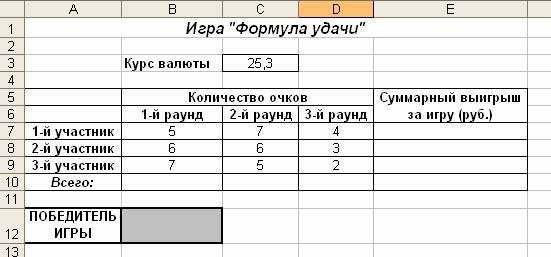 A B C D E
1 Игра "Формула удачи"
2
3 Курс валюты 25,3
4
5 Количество очков Суммарный выигрыш
6 1-й раунд 2-й раунд 3-й раунд за игру (руб.)
7 1-й участник 5 7 4
8 2-й участник 6 6 3
9 3-й участник 7 5 2
10 Всего:
11
ПОБЕДИТЕЛЬ
12 ИГРЫ
13